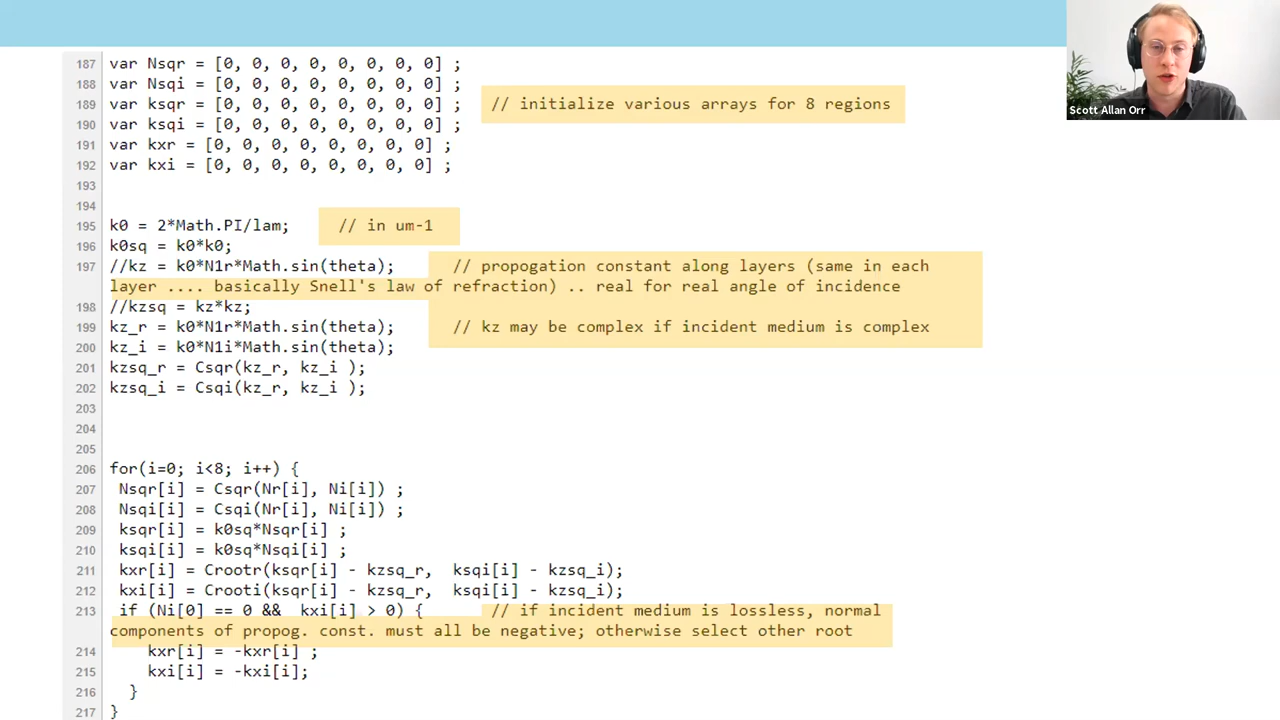 Scott Allan Orr
187 var Nsqr = [0, 0, 0, 0, 0, 0, 0, 0] ;
188 var Nsqi = [0, 0, 0, 0, 0, 0, 0, 0] ;
189 var ksqr = [0, 0, 0, 0, 0, 0, 0, 0] ; // initialize various arrays for 8 regions
190 var ksqi = [0, 0, 0, 0, 0, 0, 0, 0] ;
191 var kxr = [0, 0, 0, 0, 0, 0, 0, 0] ;
192 var kxi = [0, 0, 0, 0, 0, 0, 0, 0] ;
193
194
195 k0 = 2*Math.PI/lam; // in um-1
196 k0sq = k0*k0;
197 //kz = k0*N1r*Math.sin(theta); // propogation constant along layers (same in each
layer .... basically Snell's law of refraction) .. real for real angle of incidence
198 //kzsq = kz*kz;
199 kz_r = k0*N1r*Math.sin(theta); // kz may be complex if incident medium is complex
200 kz_i = k0*N1i*Math.sin(theta);
201 kzsq_r = Csqr(kz_r, kz_i );
202 kzsq_i = Csqi(kz_r, kz_i );
203
204
205
206 for(i=0; i<8; i++) {
207 Nsqr[i] = Csqr(Nr[i], Ni[i]) ;
208 Nsqi[i] = Csqi(Nr[i], Ni[i]) ;
209 ksqr[i] = k0sq*Nsqr[i] ;
210 ksqi[i] = k0sq*Nsqi[i] ;
211 kxr[i] = Crootr(ksqr[i] - kzsq_r, ksqi[i] - kzsq_i);
212 kxi[i] = Crooti(ksqr[i] - kzsq_r, ksqi[i] - kzsq_i);
213 if (Ni[0] == 0 && kxi[i] > 0) { // if incident medium is lossless, normal
components of propog. const. must all be negative; otherwise select other root
214 kxr[i] = -kxr[i] ;
215 kxi[i] = -kxi[i];
216 }
217 }